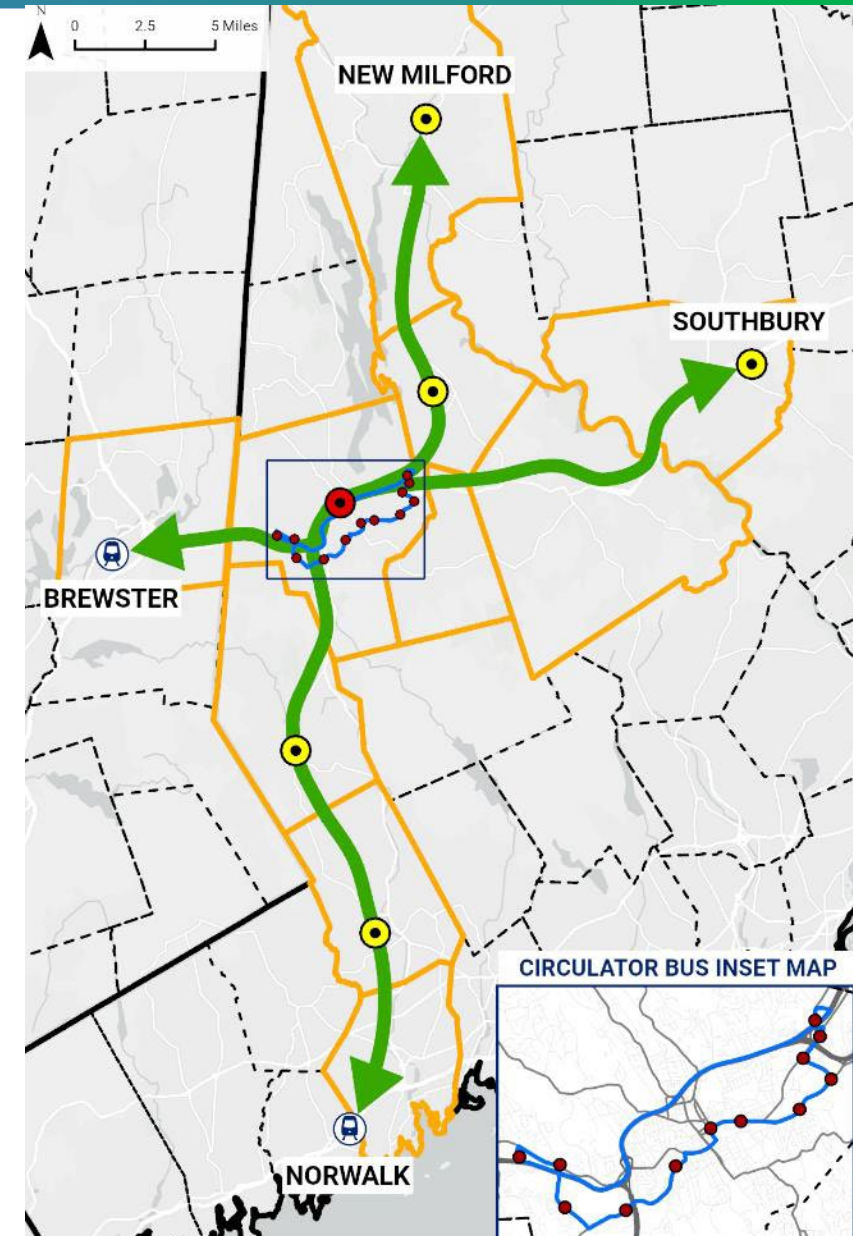 N
0 2.5 5 Miles
NEW MILFORD
SOUTHBURY
BREWSTER
CIRCULATOR BUS INSET MAP
NORWALK